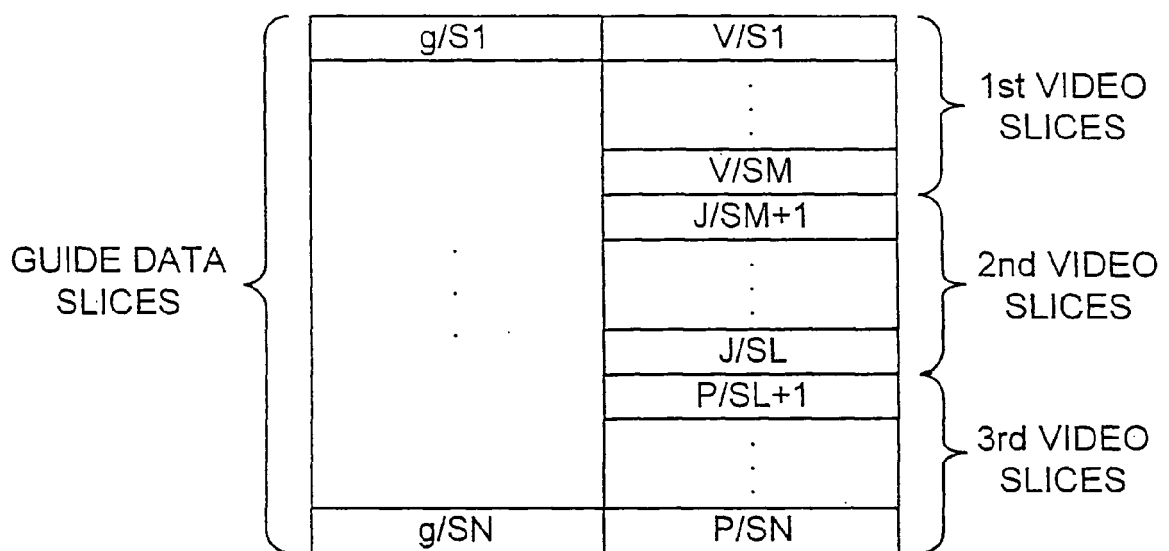 g/S1 V/S1
1st VIDEO
SLICES
V/SM
J/SM+1
GUIDE DATA
SLICES
2nd VIDEO
SLICES
J/SL
P/SL+1
3rd VIDEO
SLICES
g/SN P/SN